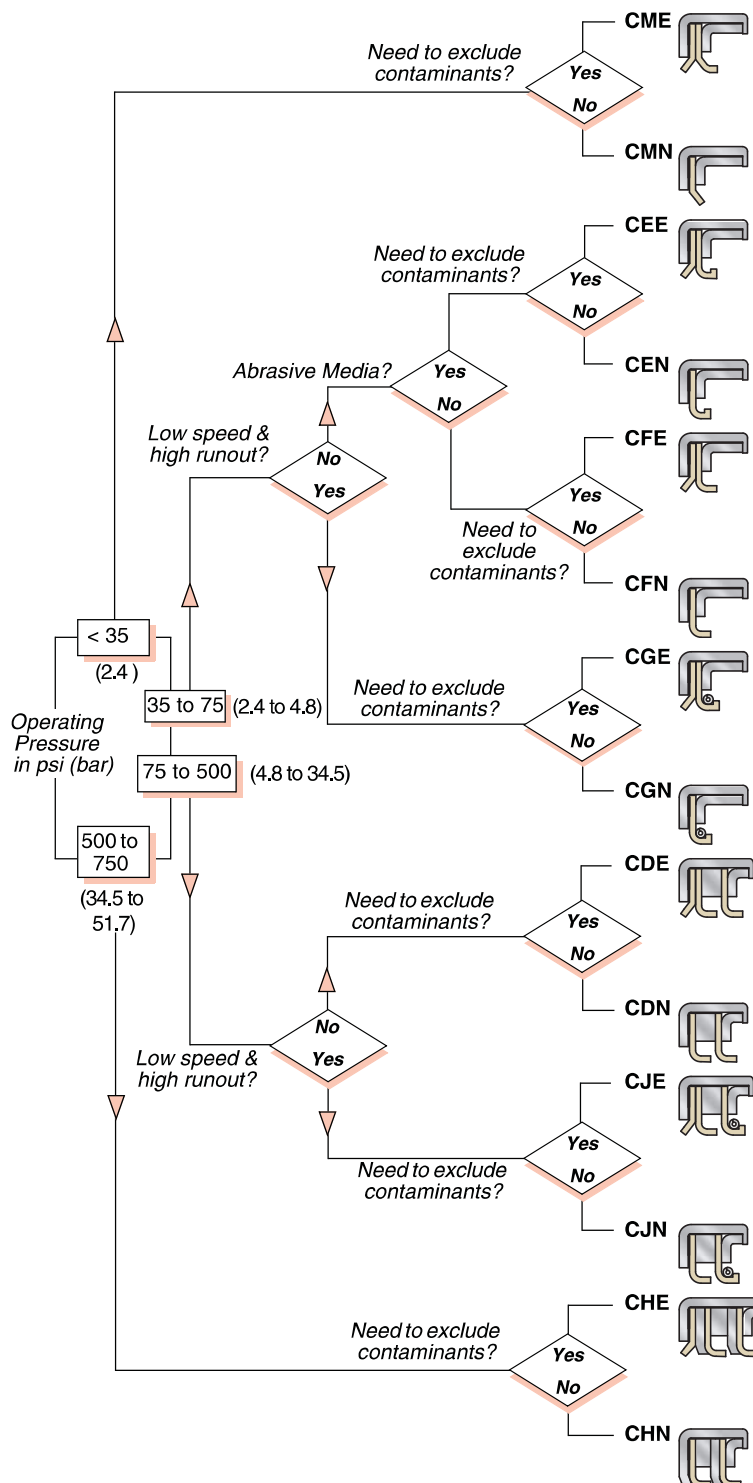 CME
Need to exclude
contaminants?
Yes
No
CMN
CEE
Need to exclude
contaminants?
Yes
No
CEN
Abrasive Media?
Yes
No
CFE
Low speed &
high runout?
No
Yes
Yes
No
Need to
exclude
contaminants?
CFN
< 35
(2.4 )
35 to 75
(2.4 to 4.8)
Operating
Pressure
in psi (bar)
75 to 500
(4.8 to 34.5)
500 to
750
(34.5 to
51.7)
CGE
Need to exclude
contaminants?
Yes
No
CGN
CDE
Need to exclude
contaminants?
Yes
No
CDN
No
Yes
Low speed &
high runout?
CJE
Yes
No
Need to exclude
contaminants?
CJN
CHE
Need to exclude
contaminants?
Yes
No
CHN